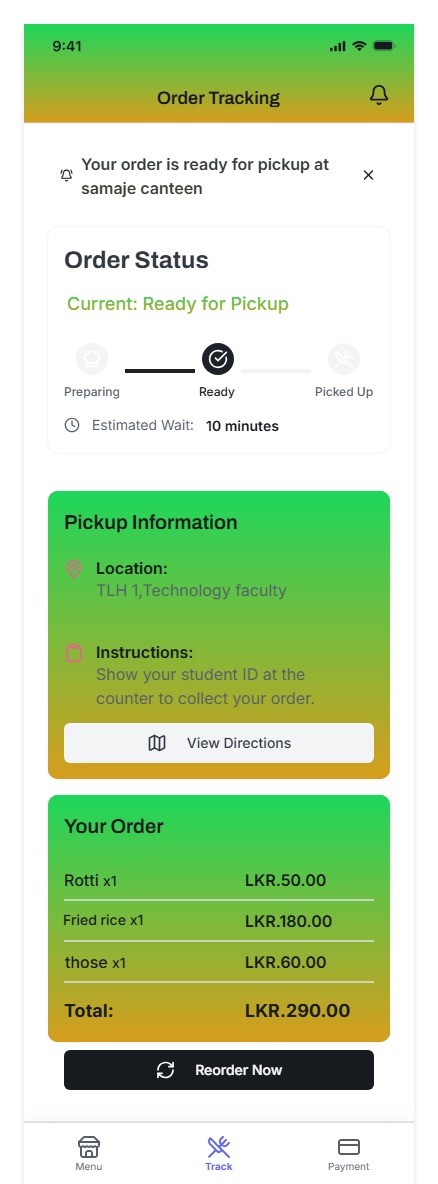 9:41
Order Tracking
Your order is ready for pickup at
samaje canteen
Order Status
Current: Ready for Pickup
Preparing Ready Picked Up
Estimated Wait: 10 minutes
Pickup Information
Location:
TLH 1,Technology faculty
Instructions:
Show your student ID at the
counter to collect your order.
View Directions
Your Order
Rotti x1 LKR.50.00
Fried rice x1 LKR.180.00
those x1 LKR.60.00
Total: LKR.290.00
Reorder Now
Menu Track Payment